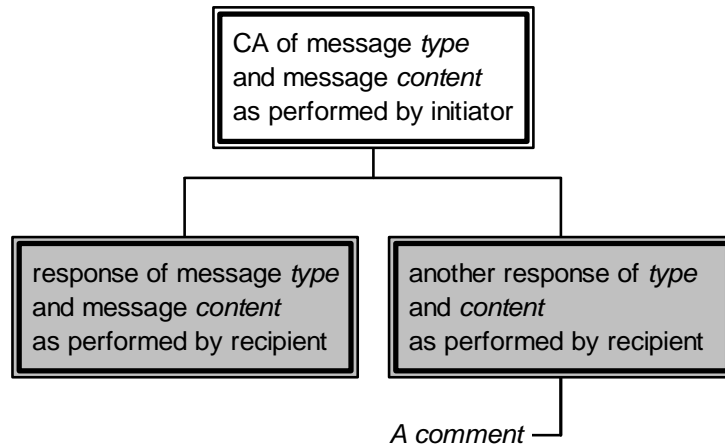 CA of message type
and message content
as performed by initiator
response of message type
and message content
as performed by recipient
another response of type
and content
as performed by recipient
A comment